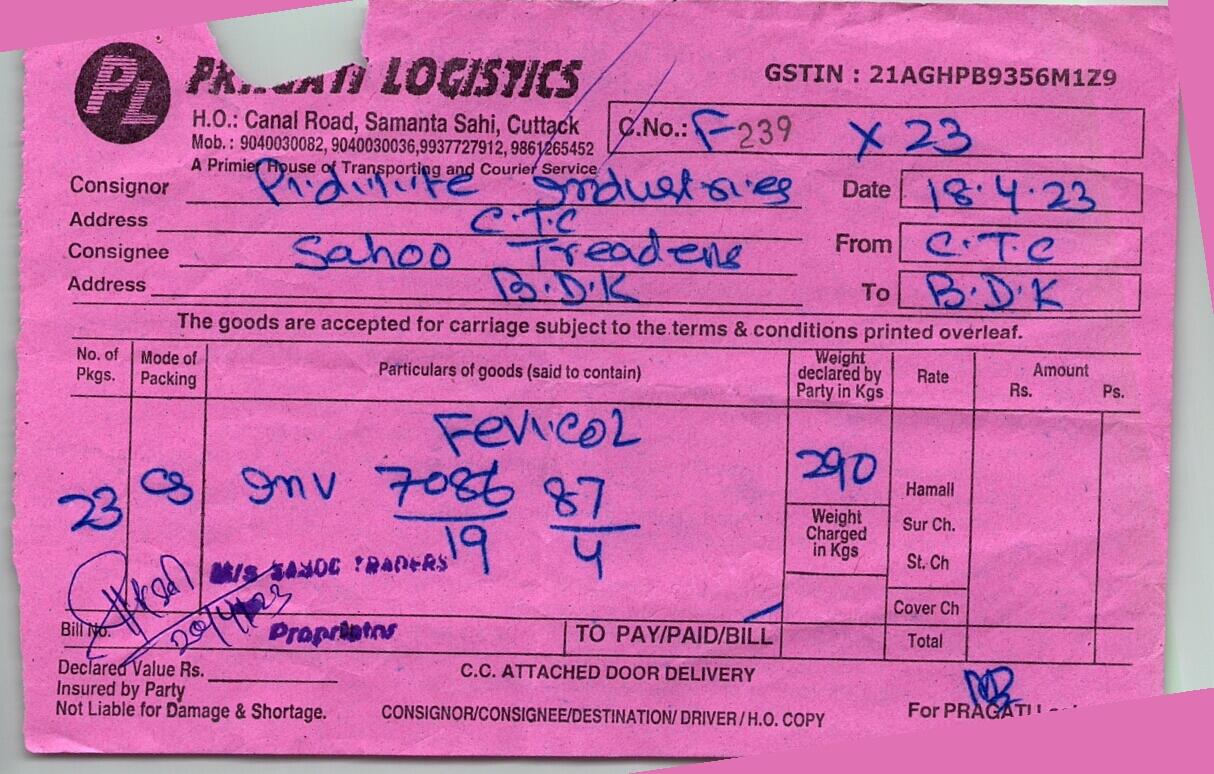 PL PRAGATI LOGISTICS
GSTIN : 21AGHPB9356M1Z9
H.O.: Canal Road, Samanta Sahi, Cuttack
Mob. : 9040030082, 9040030036,9937727912, 9861265452
A Primier House of Transporting and Courier Service
C.No.: F-239 X 23
Consignor Pidilite Industries
Date 18.4.23
Address C.T.C
From C.T.C
Consignee Sahoo Treaders
Address B.D.K
To B.D.K
The goods are accepted for carriage subject to the terms & conditions printed overleaf.
No. of Pkgs. Mode of Packing Particulars of goods (said to contain) Weight declared by Party in Kgs Rate Amount Rs. Ps.
Fevicol
23 CS Inv 7086 87 290
19 4
Weight Charged in Kgs
Hamali
Sur Ch.
St. Ch
M/S SAHOO TRADERS
20/4/23
Cover Ch
Bill No. Proprietor TO PAY/PAID/BILL Total
Declared Value Rs.
C.C. ATTACHED DOOR DELIVERY
Insured by Party
Not Liable for Damage & Shortage.
CONSIGNOR/CONSIGNEE/DESTINATION/ DRIVER / H.O. COPY
For PRAGATI